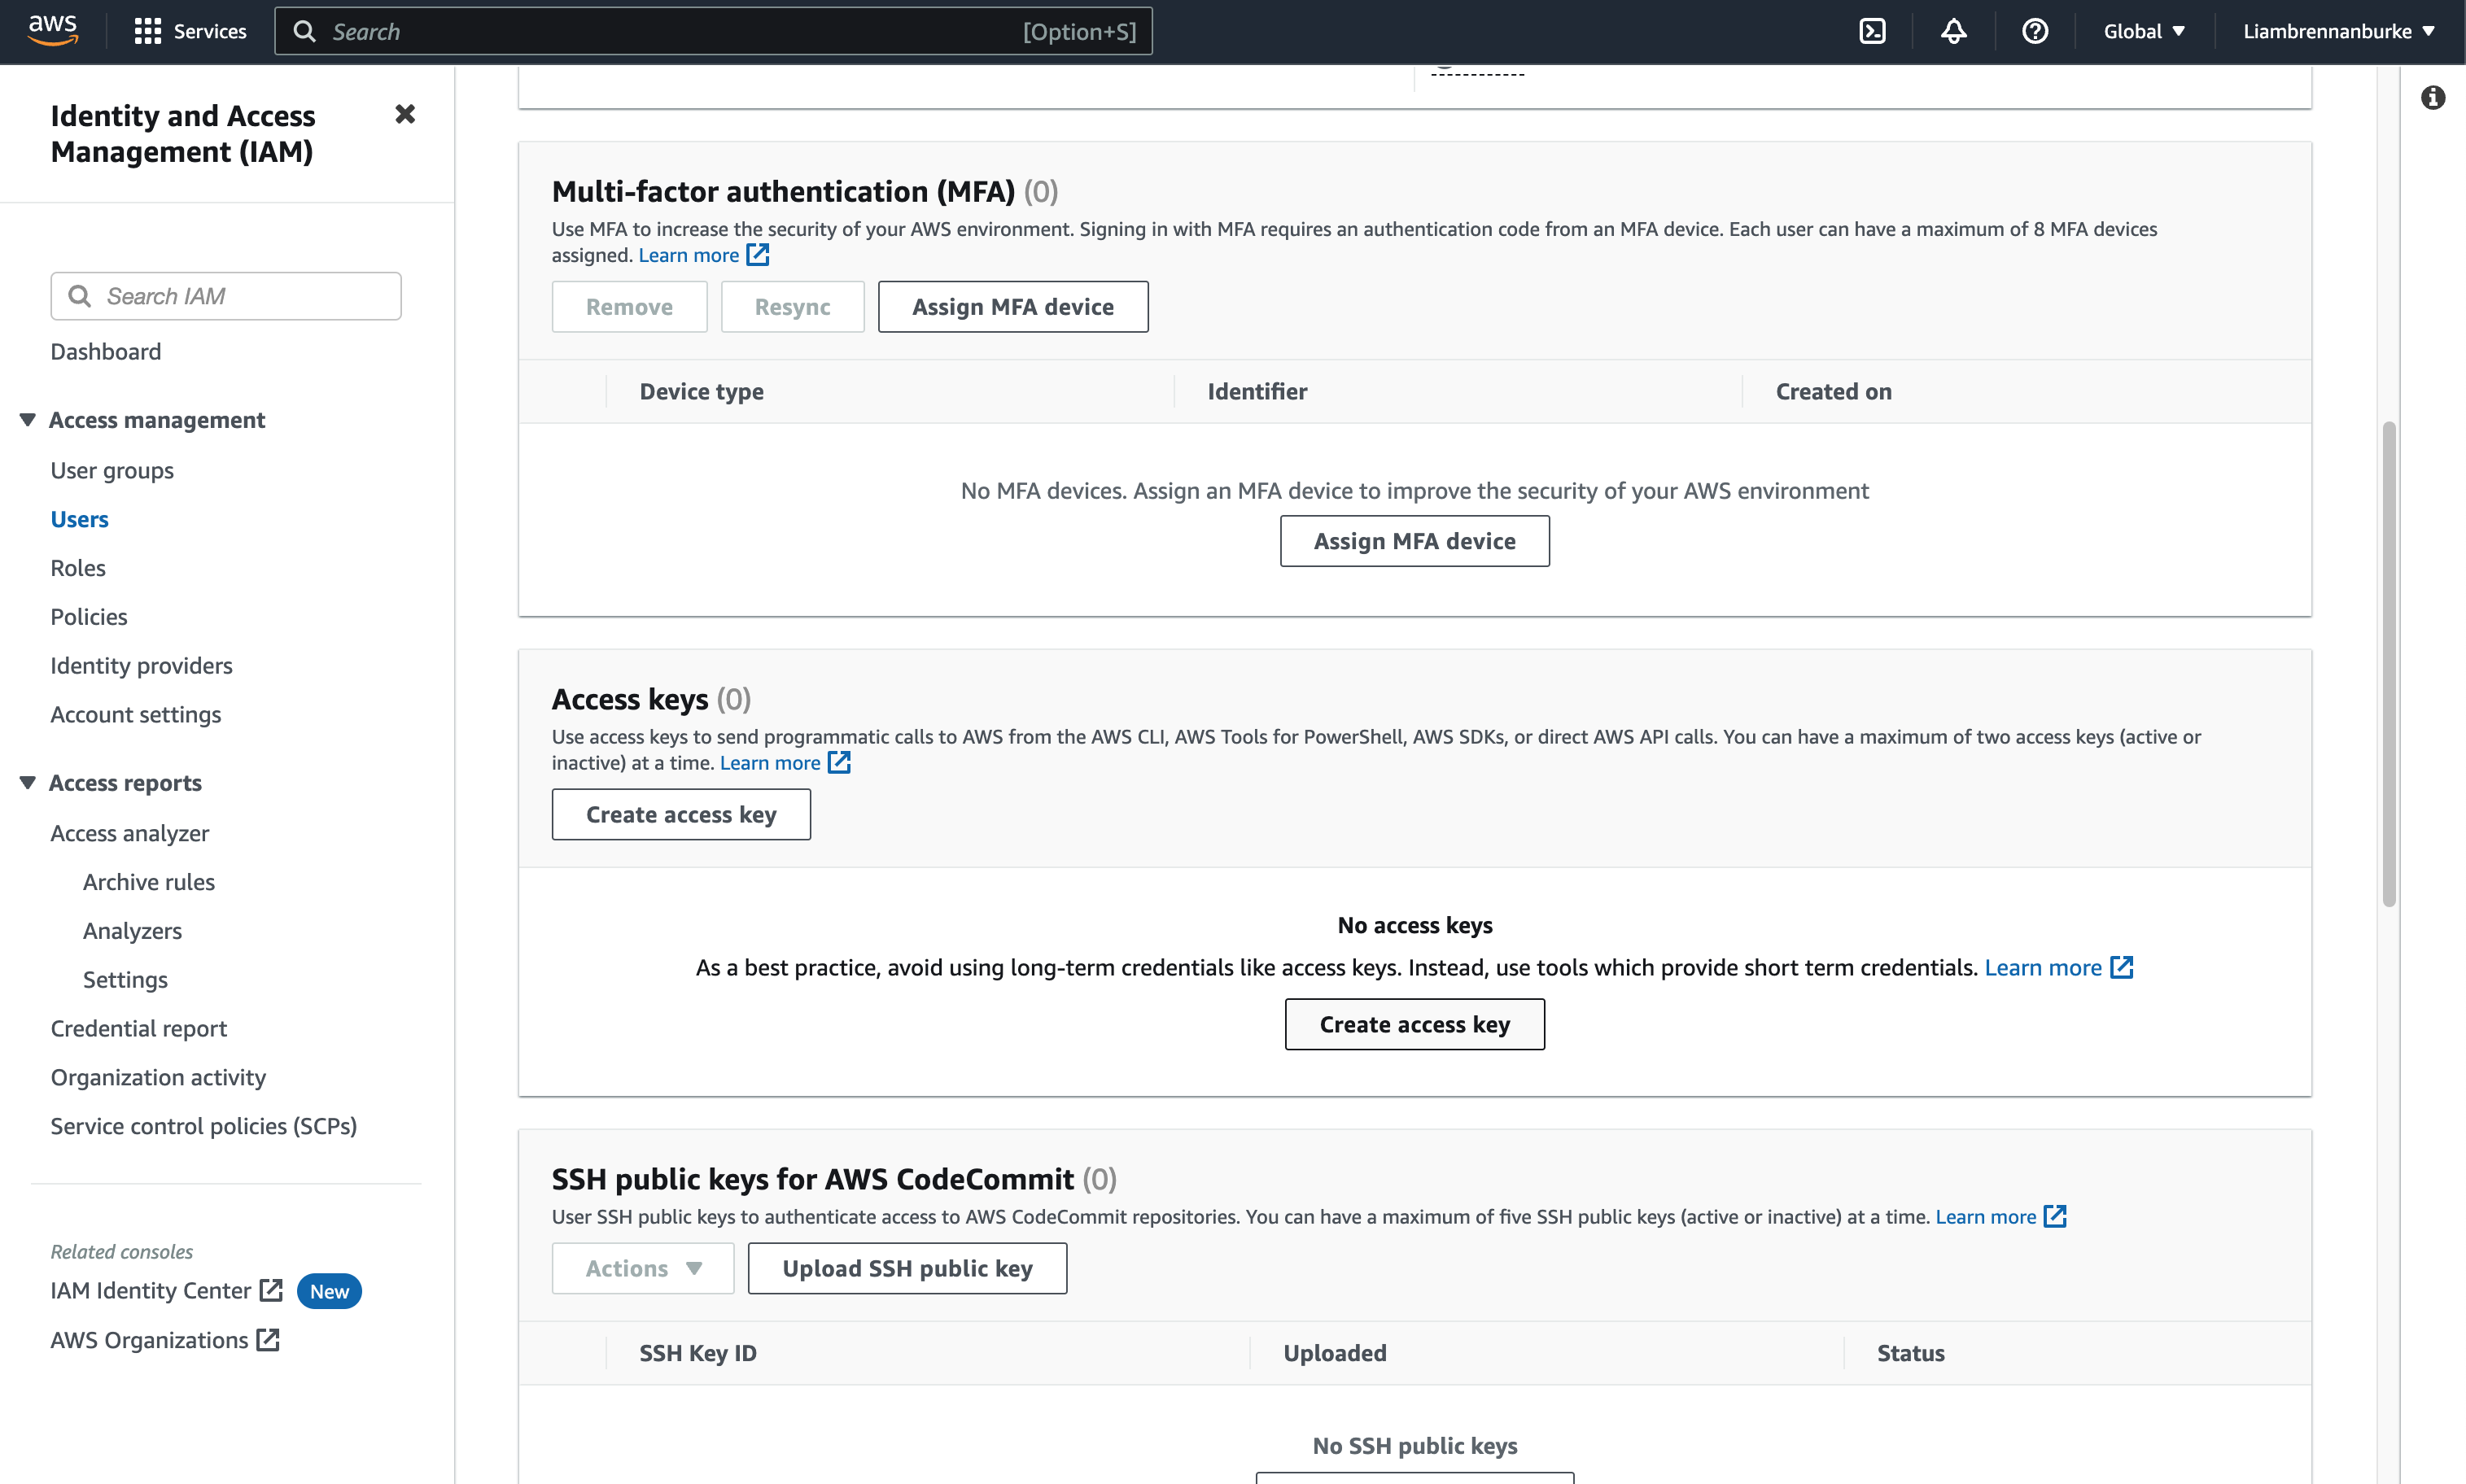 aws
Services
Search
[Option+S]
Global
Liambrennanburke
Identity and Access
Management (IAM)
Search IAM
Dashboard
Access management
User groups
Users
Roles
Policies
Identity providers
Account settings
Access reports
Access analyzer
Archive rules
Analyzers
Settings
Credential report
Organization activity
Service control policies (SCPs)
Related consoles
IAM Identity Center
New
AWS Organizations
Multi-factor authentication (MFA) (0)
Use MFA to increase the security of your AWS environment. Signing in with MFA requires an authentication code from an MFA device. Each user can have a maximum of 8 MFA devices
assigned. Learn more
Remove
Resync
Assign MFA device
Device type
Identifier
Created on
No MFA devices. Assign an MFA device to improve the security of your AWS environment
Assign MFA device
Access keys (0)
Use access keys to send programmatic calls to AWS from the AWS CLI, AWS Tools for PowerShell, AWS SDKs, or direct AWS API calls. You can have a maximum of two access keys (active or
inactive) at a time. Learn more
Create access key
No access keys
As a best practice, avoid using long-term credentials like access keys. Instead, use tools which provide short term credentials. Learn more
Create access key
SSH public keys for AWS CodeCommit (0)
User SSH public keys to authenticate access to AWS CodeCommit repositories. You can have a maximum of five SSH public keys (active or inactive) at a time. Learn more
Actions
Upload SSH public key
SSH Key ID
Uploaded
Status
No SSH public keys